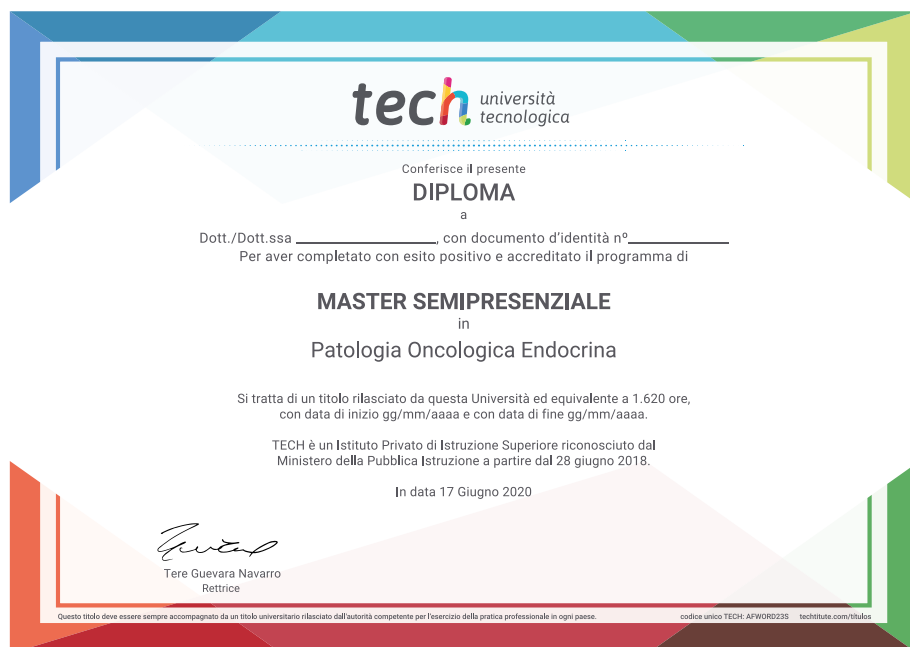 tech università
tecnologica
Conferisce il presente
DIPLOMA
a
Dott./Dott.ssa ________________, con documento d'identità nº____________
Per aver completato con esito positivo e accreditato il programma di
MASTER SEMIPRESENZIALE
in
Patologia Oncologica Endocrina
Si tratta di un titolo rilasciato da questa Università ed equivalente a 1.620 ore,
con data di inizio gg/mm/aaaa e con data di fine gg/mm/aaaa.
TECH è un Istituto Privato di Istruzione Superiore riconosciuto dal
Ministero della Pubblica Istruzione a partire dal 28 giugno 2018.
In data 17 Giugno 2020
Tere Guevara Navarro
Rettrice
Questo titolo deve essere sempre accompagnato da un titolo universitario rilasciato dall'autorità competente per l'esercizio della pratica professionale in ogni paese. codice unico TECH: AFWORD23S techtitute.com/titulos